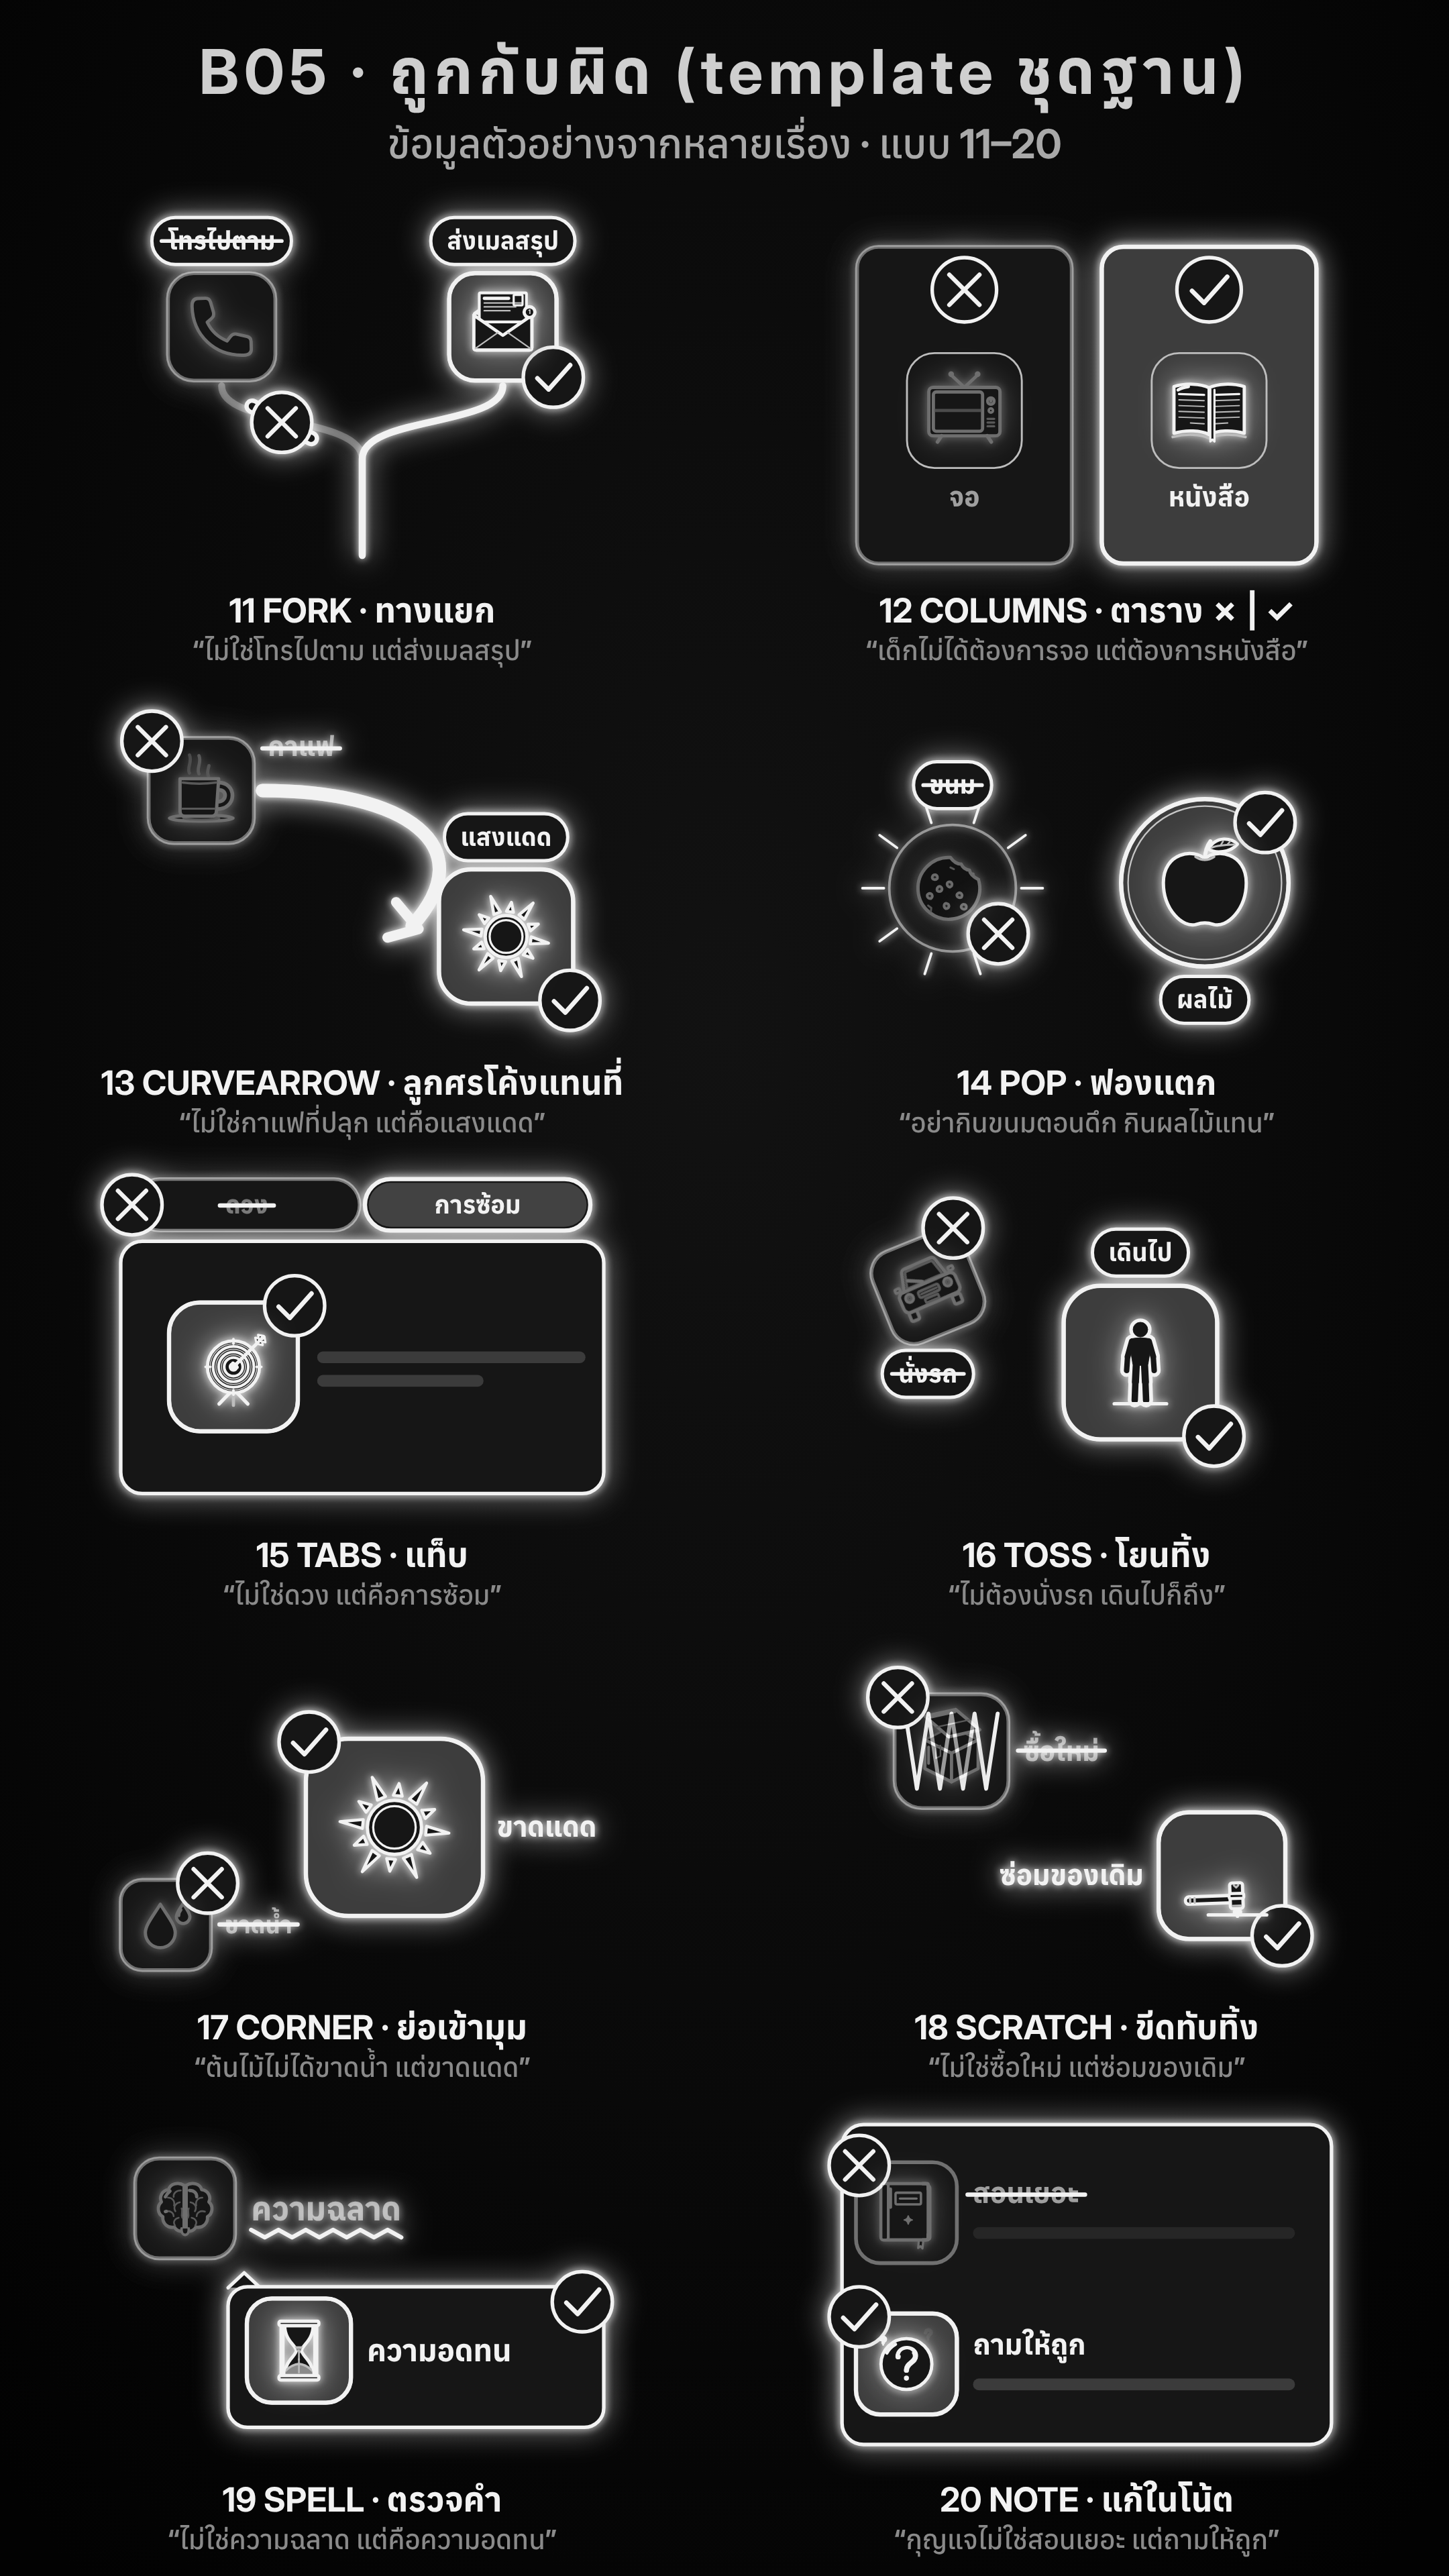 B05 · ถูกกับผิด (template ชุดฐาน)
ข้อมูลตัวอย่างจากหลายเรื่อง · แบบ 11–20
โทรไปตาม
ส่งเมลสรุป
11 FORK · ทางแยก
“ไม่ใช่โทรไปตาม แต่ส่งเมลสรุป”
จอ
หนังสือ
12 COLUMNS · ตาราง × | ✓
“เด็กไม่ได้ต้องการจอ แต่ต้องการหนังสือ”
กาแฟ
แสงแดด
13 CURVEARROW · ลูกศรโค้งแทนที่
“ไม่ใช่กาแฟที่ปลุก แต่คือแสงแดด”
ขนม
ผลไม้
14 POP · ฟองแตก
“อย่ากินขนมตอนดึก กินผลไม้แทน”
ดวง
การซ้อม
15 TABS · แท็บ
“ไม่ใช่ดวง แต่คือการซ้อม”
นั่งรถ
เดินไป
16 TOSS · โยนทิ้ง
“ไม่ต้องนั่งรถ เดินไปก็ถึง”
ขาดแดด
ขาดน้ำ
17 CORNER · ย่อเข้ามุม
“ต้นไม้ไม่ได้ขาดน้ำ แต่ขาดแดด”
ซื้อใหม่
ซ่อมของเดิม
18 SCRATCH · ขีดทับทิ้ง
“ไม่ใช่ซื้อใหม่ แต่ซ่อมของเดิม”
ความฉลาด
ความอดทน
19 SPELL · ตรวจคำ
“ไม่ใช่ความฉลาด แต่คือความอดทน”
สอนเยอะ
ถามให้ถูก
20 NOTE · แก้ในโน้ต
“กุญแจไม่ใช่สอนเยอะ แต่ถามให้ถูก”